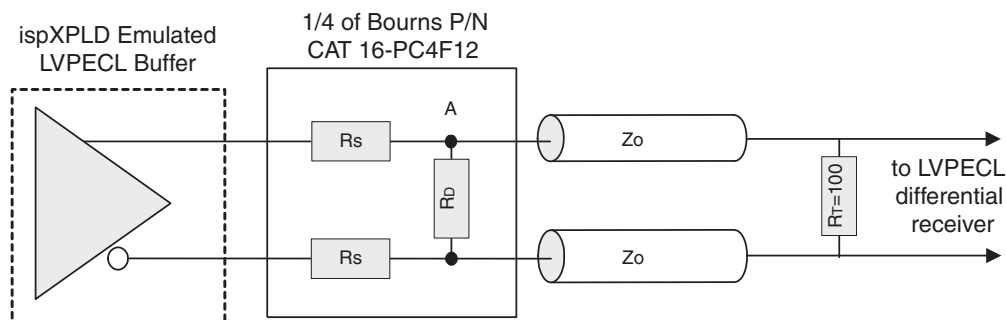 ispXPLD Emulated
LVPECL Buffer
1/4 of Bourns P/N
CAT 16-PC4F12
A
Rs
Zo
RD
RT=100
to LVPECL
differential
receiver
Rs
Zo